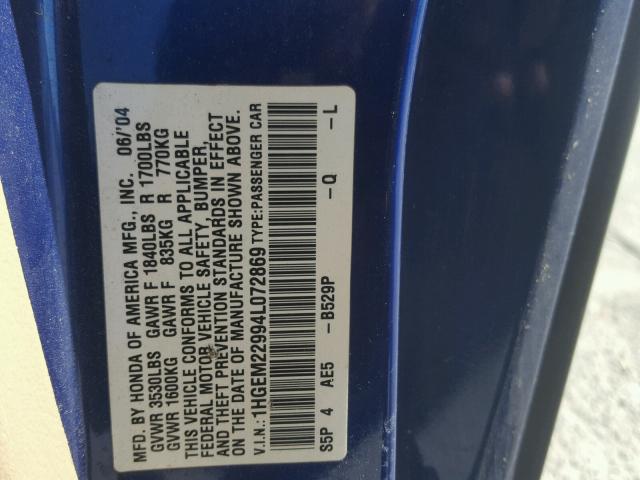 MFD. BY HONDA OF AMERICA MFG., INC. 06/'04
GVWR 3530LBS GAWR F 1840LBS R 1700LBS
GVWR 1600KG GAWR F 835KG R 770KG
THIS VEHICLE CONFORMS TO ALL APPLICABLE
FEDERAL MOTOR VEHICLE SAFETY, BUMPER,
AND THEFT PREVENTION STANDARDS IN EFFECT
ON THE DATE OF MANUFACTURE SHOWN ABOVE.
V.I.N.: 1HGEM22994L072869 TYPE:PASSENGER CAR
S5P 4 AE5 -B529P -Q -L